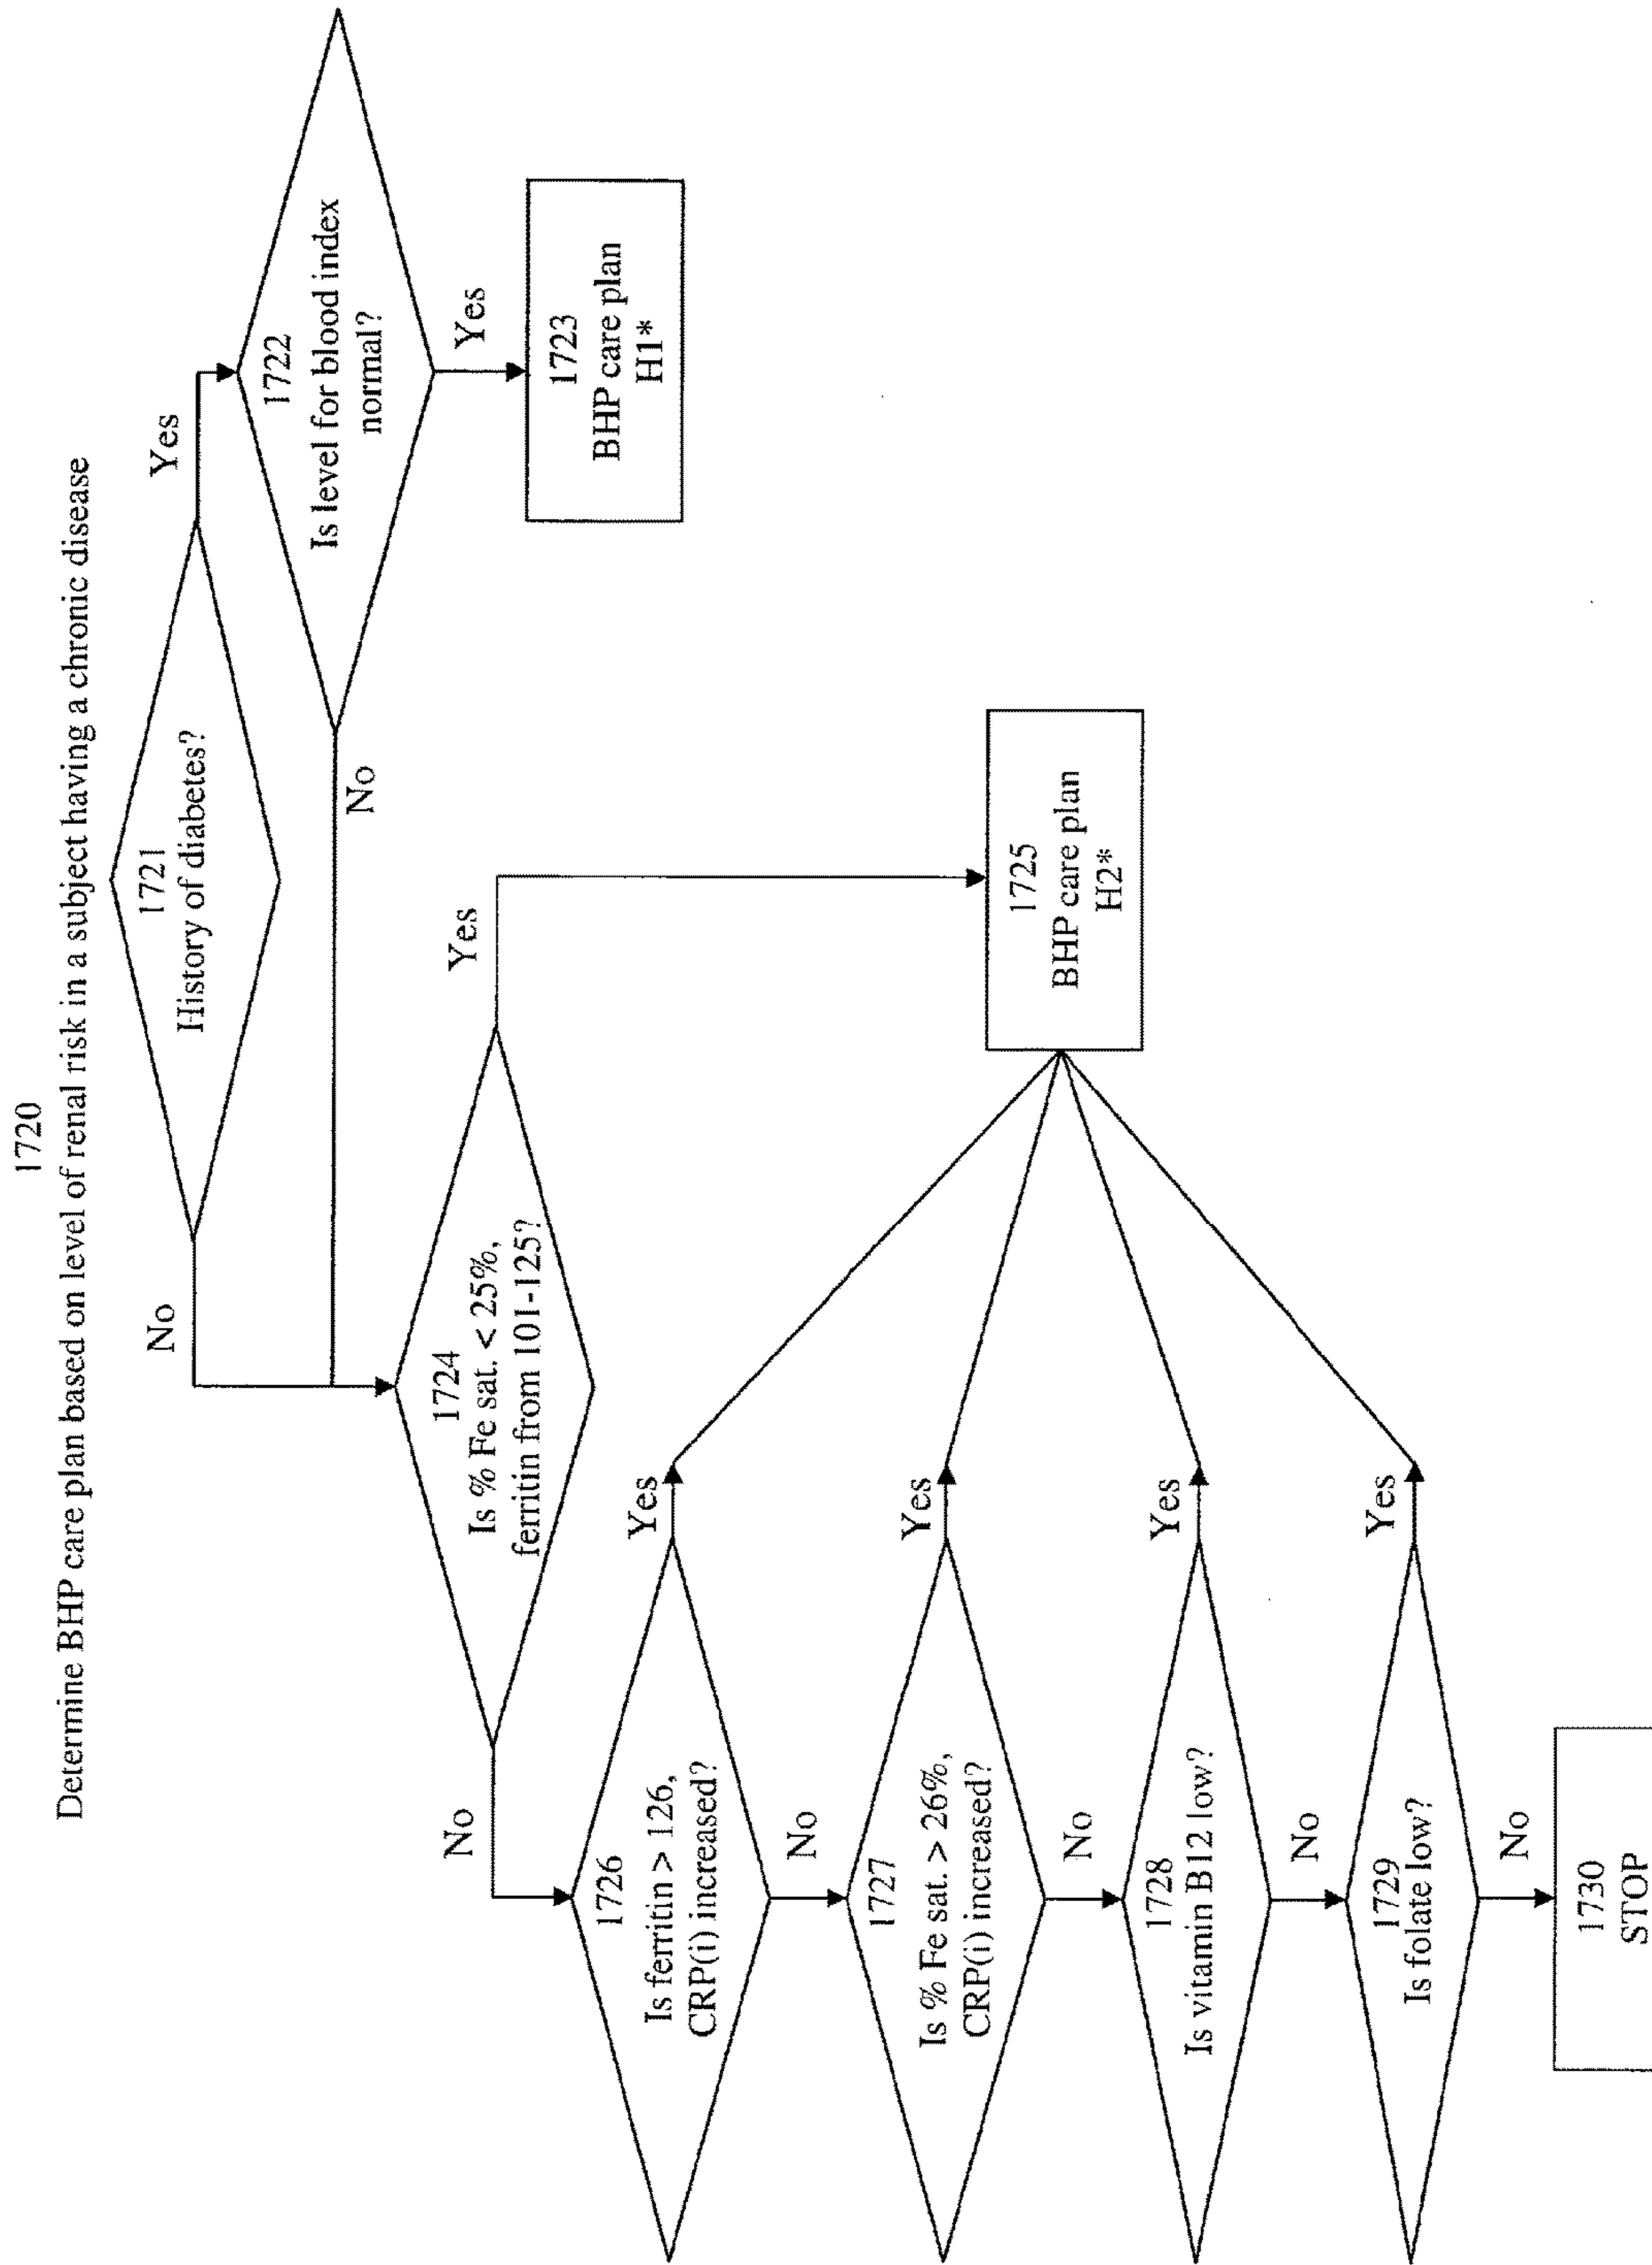 1720
Determine BHP care plan based on level of renal risk in a subject having a chronic disease
1721
History of diabetes?
No
Yes
1722
Is level for blood index
normal?
No
Yes
1723
BHP care plan
H1*
1724
Is % Fe sat. < 25%,
ferritin from 101-125?
No
Yes
1725
BHP care plan
H2*
1726
Is ferritin > 126,
CRP(i) increased?
Yes
No
1727
Is % Fe sat. > 26%,
CRP(i) increased?
Yes
No
1728
Is vitamin B12 low?
Yes
No
1729
Is folate low?
Yes
No
1730
STOP